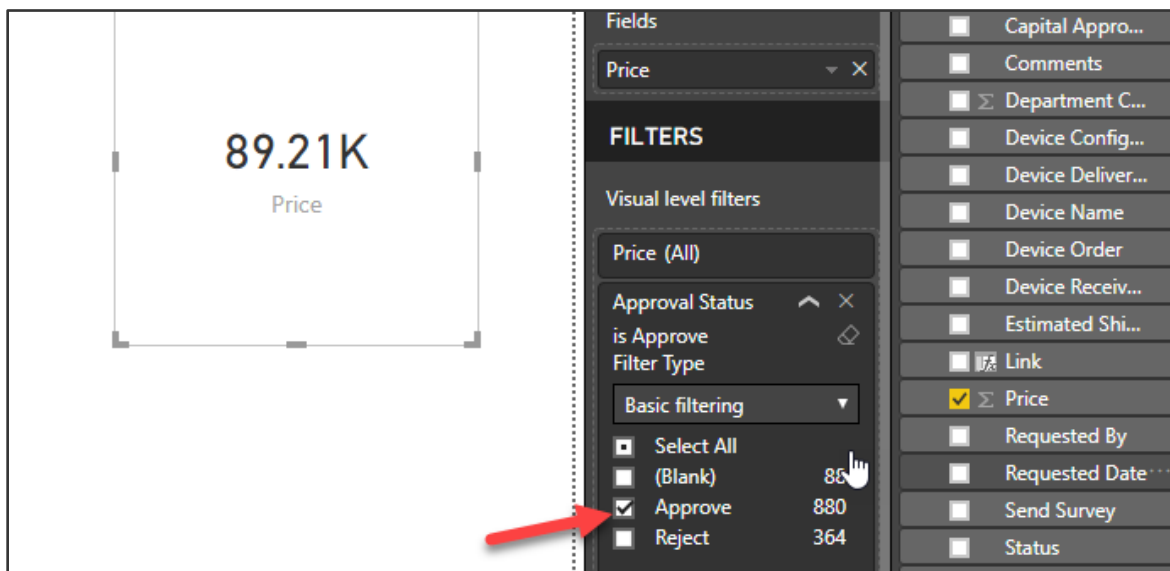 89.21K
Price
Fields
Price
FILTERS
Visual level filters
Price (All)
Approval Status
is Approve
Filter Type
Basic filtering
Select All
(Blank)
Approve 880
Reject 364
Capital Appro...
Comments
Department C...
Device Config...
Device Deliver...
Device Name
Device Order
Device Receiv...
Estimated Shi...
Link
Price
Requested By
Requested Date
Send Survey
Status